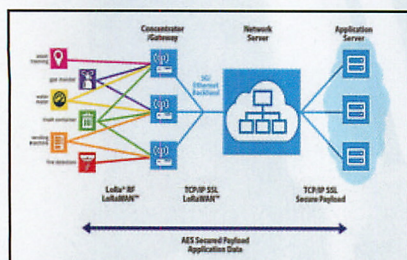 Concentrator
/Gateway
Network
Server
Application
Server
asset
tracking
gas monitor
water
meter
trash container
vending
machine
fire detection
3G/
Ethernet
Backhaul
LoRa® RF
LoRaWAN™
TCP/IP SSL
LoRaWAN™
TCP/IP SSL
Secure Payload
AES Secured Payload
Application Data